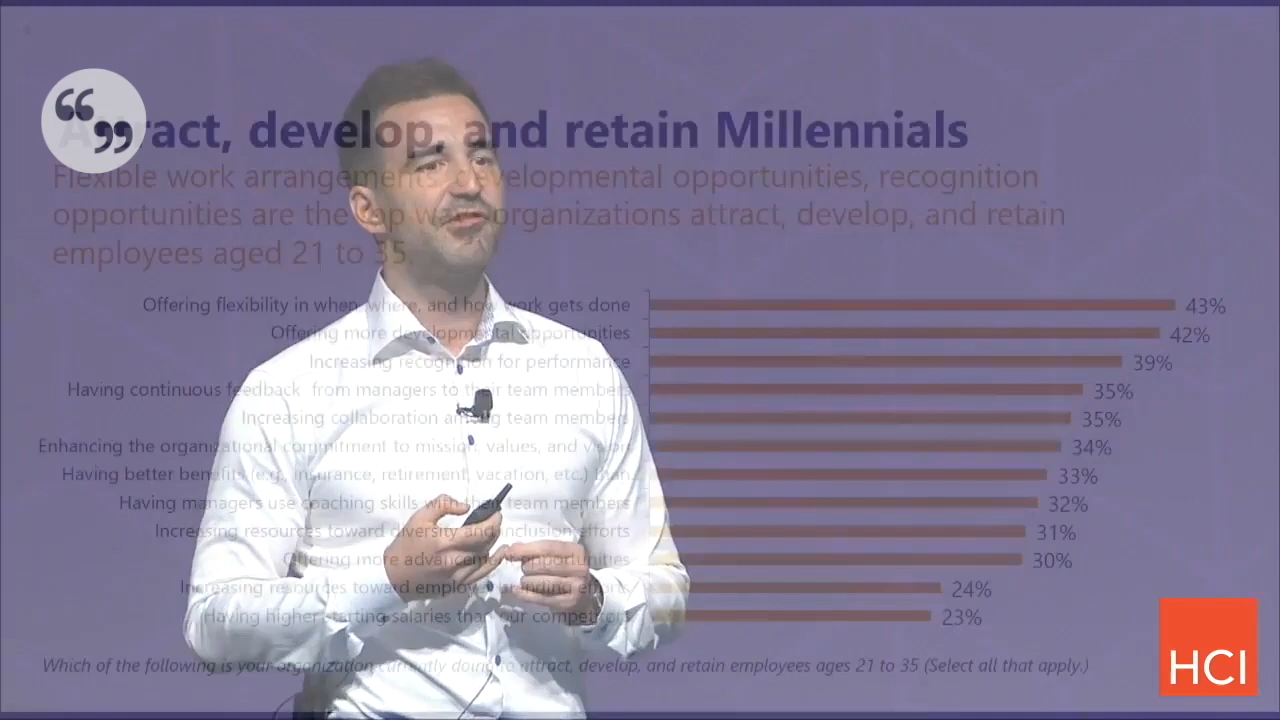 Attract, develop, and retain Millennials
Flexible work arrangement, developmental opportunities, recognition
opportunities are the top ways organizations attract, develop, and retain
employees aged 21 to 35.
Offering flexibility in when, where, and how work gets done 43%
Offering more developmental opportunities 42%
Increasing recognition for performance 39%
Having continuous feedback from managers to their team members 35%
Increasing collaboration among team members 35%
Enhancing the organizational commitment to mission, values, and vision 34%
Having better benefits (e.g., insurance, retirement, vacation, etc.) than 33%
Having managers use coaching skills with their team members 32%
Increasing resources toward diversity and inclusion efforts 31%
Offering more advancement opportunities 30%
Increasing resources toward employer branding efforts 24%
Having higher starting salaries than our competitors 23%
Which of the following is your organization currently doing to attract, develop, and retain employees ages 21 to 35 (Select all that apply.)
HCI